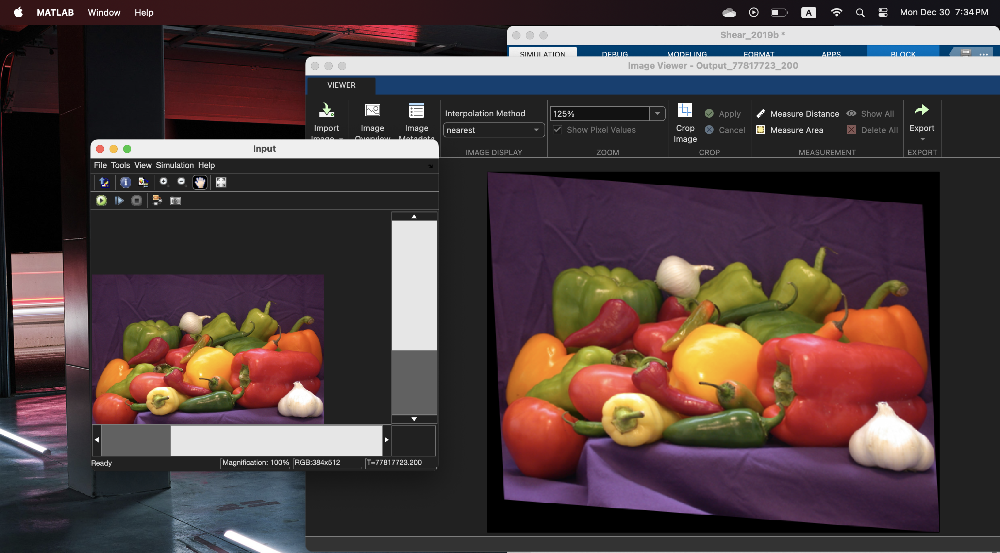 MATLAB Window Help
A
Mon Dec 30 7:34 PM
Shear_2019b *
SIMULATION DEBUG MODELING FORMAT APPS BLOCK
Image Viewer - Output_77817723_200
VIEWER
Import Image
Image Overview
Image Metadata
Interpolation Method
nearest
IMAGE DISPLAY
125%
Show Pixel Values
ZOOM
Crop Image
Apply
Cancel
CROP
Measure Distance
Measure Area
Show All
Delete All
MEASUREMENT
Export
EXPORT
Input
File Tools View Simulation Help
Ready
Magnification: 100%
RGB:384x512
T=77817723.200